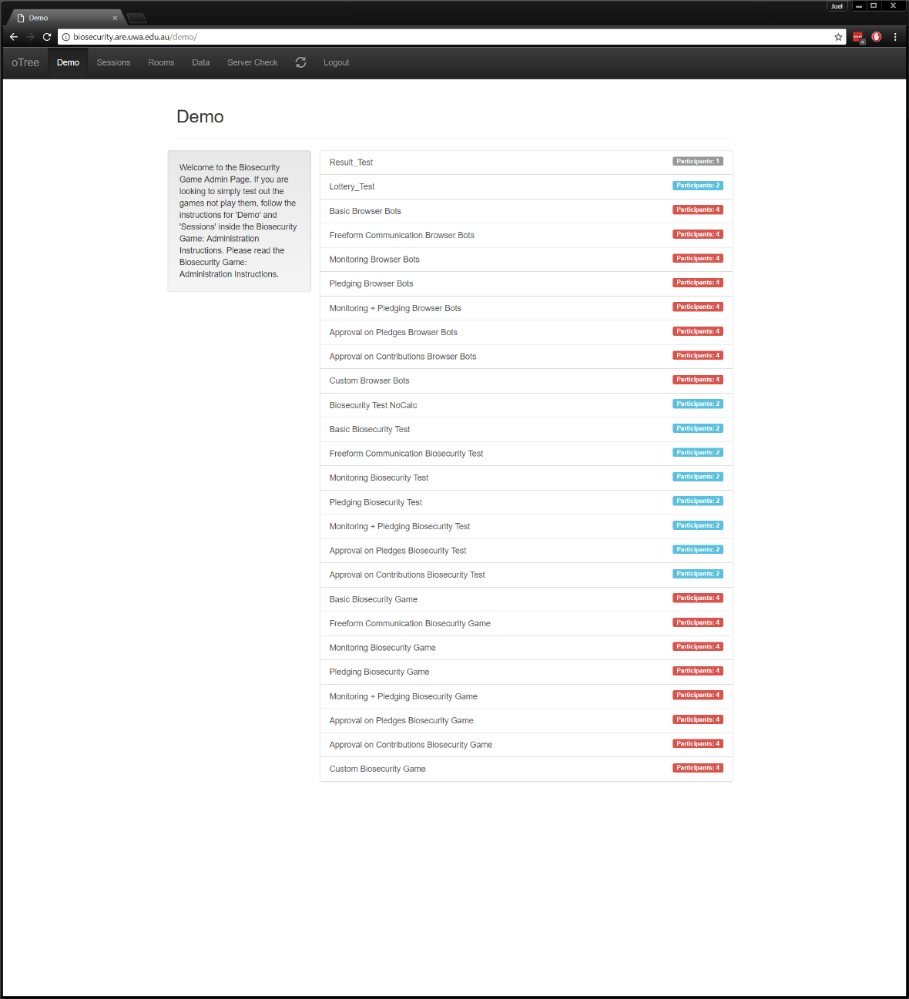 Joel
Demo
biosecurity.are.uwa.edu.au/demo/
4
oTree Demo Sessions Rooms Data Server Check Logout
Demo
Welcome to the Biosecurity
Game Admin Page. If you are
looking to simply test out the
games not play them, follow the
instructions for 'Demo' and
'Sessions' inside the Biosecurity
Game: Administration
Instructions. Please read the
Biosecurity Game:
Administration Instructions.
Result_Test Participants: 1
Lottery_Test Participants: 2
Basic Browser Bots Participants: 4
Freeform Communication Browser Bots Participants: 4
Monitoring Browser Bots Participants: 4
Pledging Browser Bots Participants: 4
Monitoring + Pledging Browser Bots Participants: 4
Approval on Pledges Browser Bots Participants: 4
Approval on Contributions Browser Bots Participants: 4
Custom Browser Bots Participants: 4
Biosecurity Test NoCalc Participants: 2
Basic Biosecurity Test Participants: 2
Freeform Communication Biosecurity Test Participants: 2
Monitoring Biosecurity Test Participants: 2
Pledging Biosecurity Test Participants: 2
Monitoring + Pledging Biosecurity Test Participants: 2
Approval on Pledges Biosecurity Test Participants: 2
Approval on Contributions Biosecurity Test Participants: 2
Basic Biosecurity Game Participants: 4
Freeform Communication Biosecurity Game Participants: 4
Monitoring Biosecurity Game Participants: 4
Pledging Biosecurity Game Participants: 4
Monitoring + Pledging Biosecurity Game Participants: 4
Approval on Pledges Biosecurity Game Participants: 4
Approval on Contributions Biosecurity Game Participants: 4
Custom Biosecurity Game Participants: 4